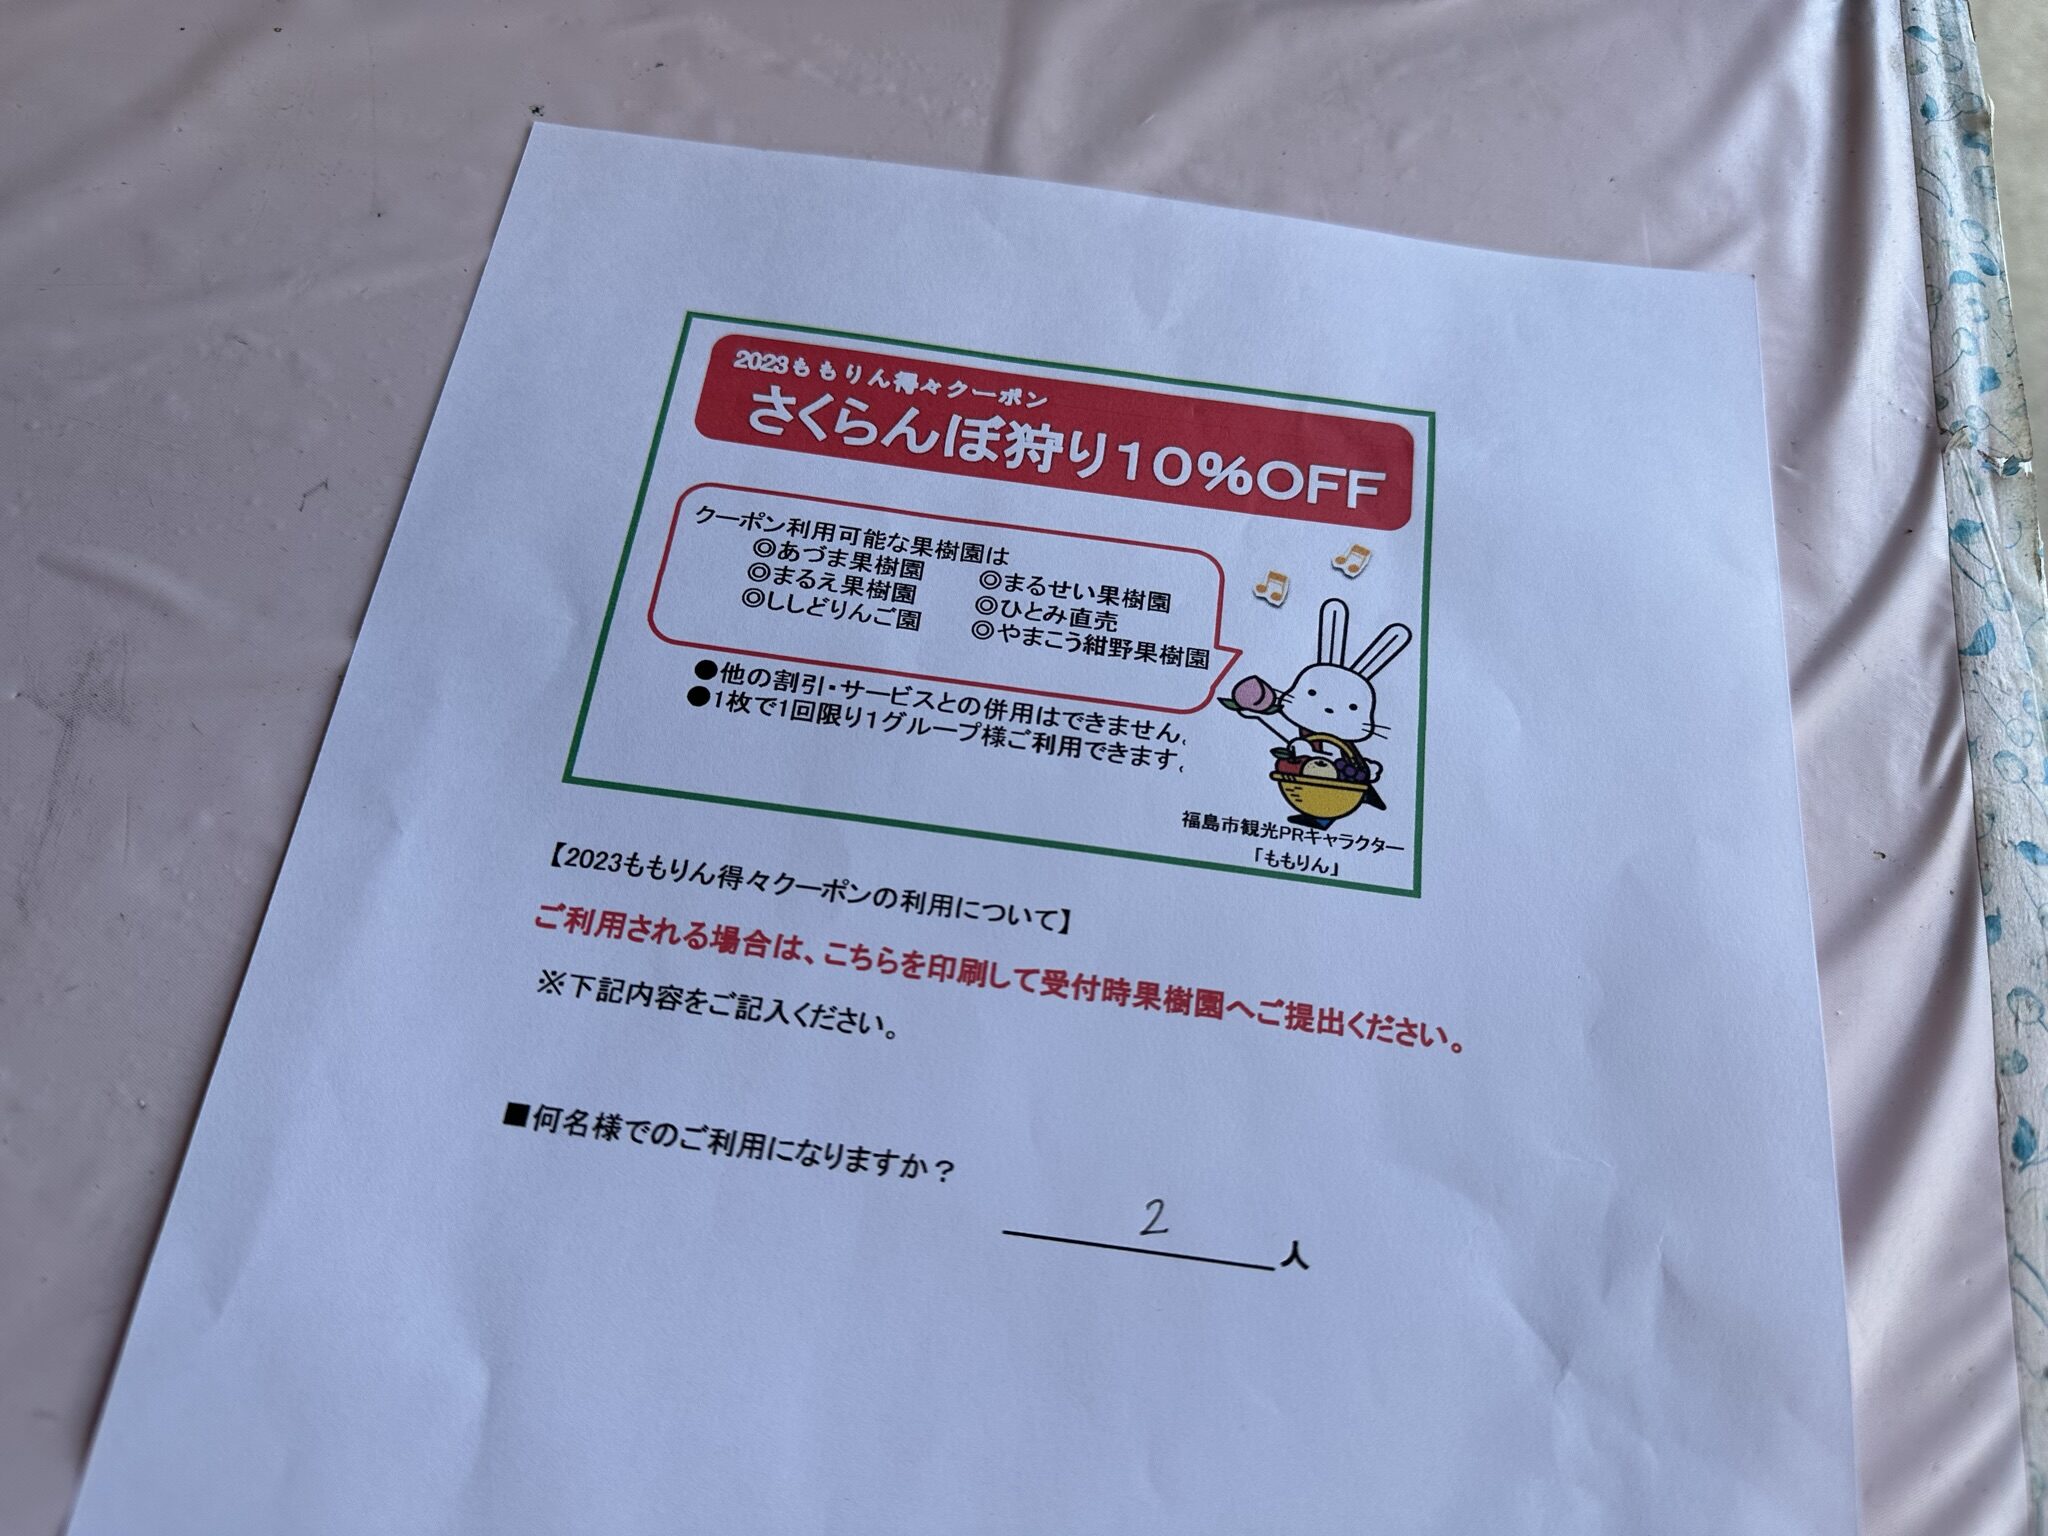 2023ももりん得々クーポン
さくらんぼ狩り10%OFF
クーポン利用可能な果樹園は
◎あづま果樹園 ◎まるせい果樹園
◎まるえ果樹園 ◎ひとみ直売
◎ししどりんご園 ◎やまこう紺野果樹園
●他の割引・サービスとの併用はできません。
●1枚で1回限り1グループ様ご利用できます。
福島市観光PRキャラクター
「ももりん」
【2023ももりん得々クーポンの利用について】
ご利用される場合は、こちらを印刷して受付時果樹園へご提出ください。
※下記内容をご記入ください。
■何名様でのご利用になりますか？
2人